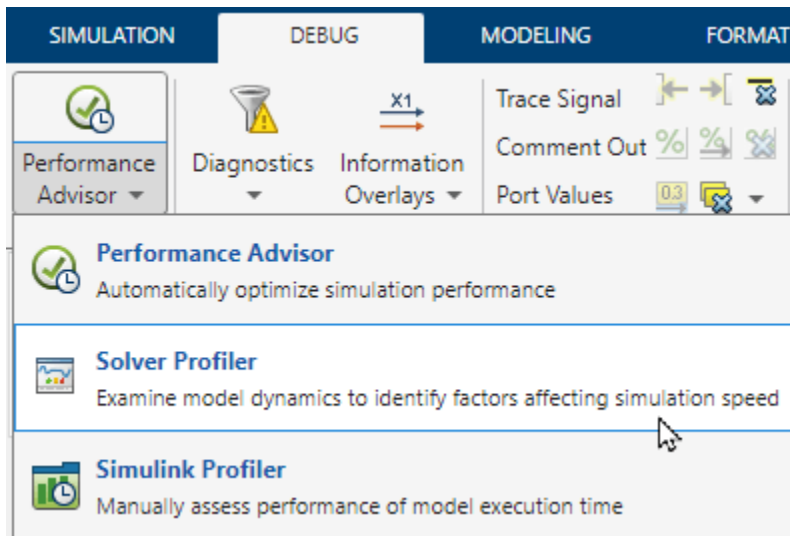 SIMULATION DEBUG MODELING FORMAT
Performance Advisor
Diagnostics
Information Overlays
X1
Trace Signal
Comment Out
Port Values
%
%
%
0.3
Performance Advisor
Automatically optimize simulation performance
Solver Profiler
Examine model dynamics to identify factors affecting simulation speed
Simulink Profiler
Manually assess performance of model execution time